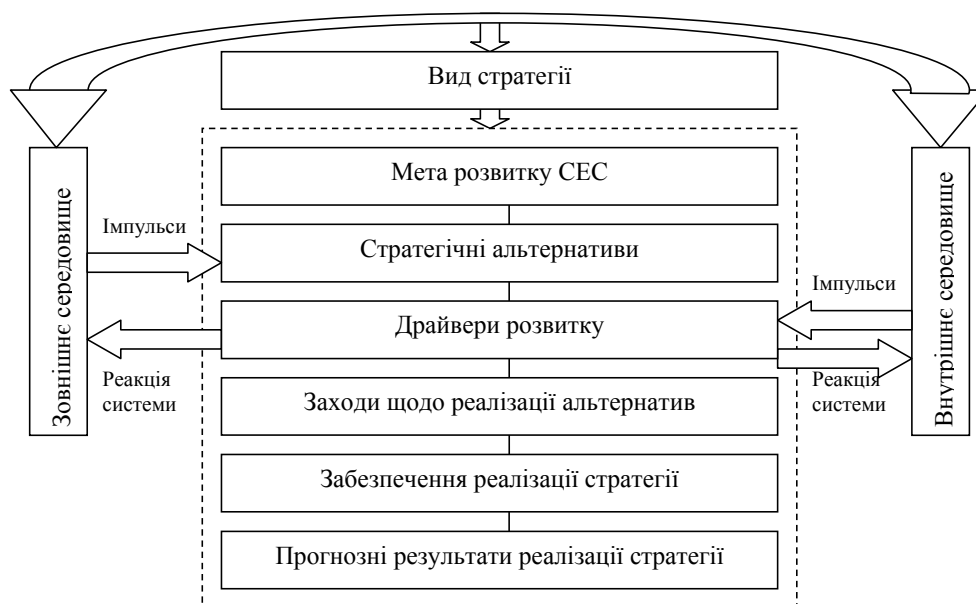 Вид стратегії
Мета розвитку СЕС
Зовнішнє середовище
Імпульси
Стратегічні альтернативи
Імпульси
Внутрішнє середовище
Драйвери розвитку
Реакція
системи
Реакція
системи
Заходи щодо реалізації альтернатив
Забезпечення реалізації стратегії
Прогнозні результати реалізації стратегії